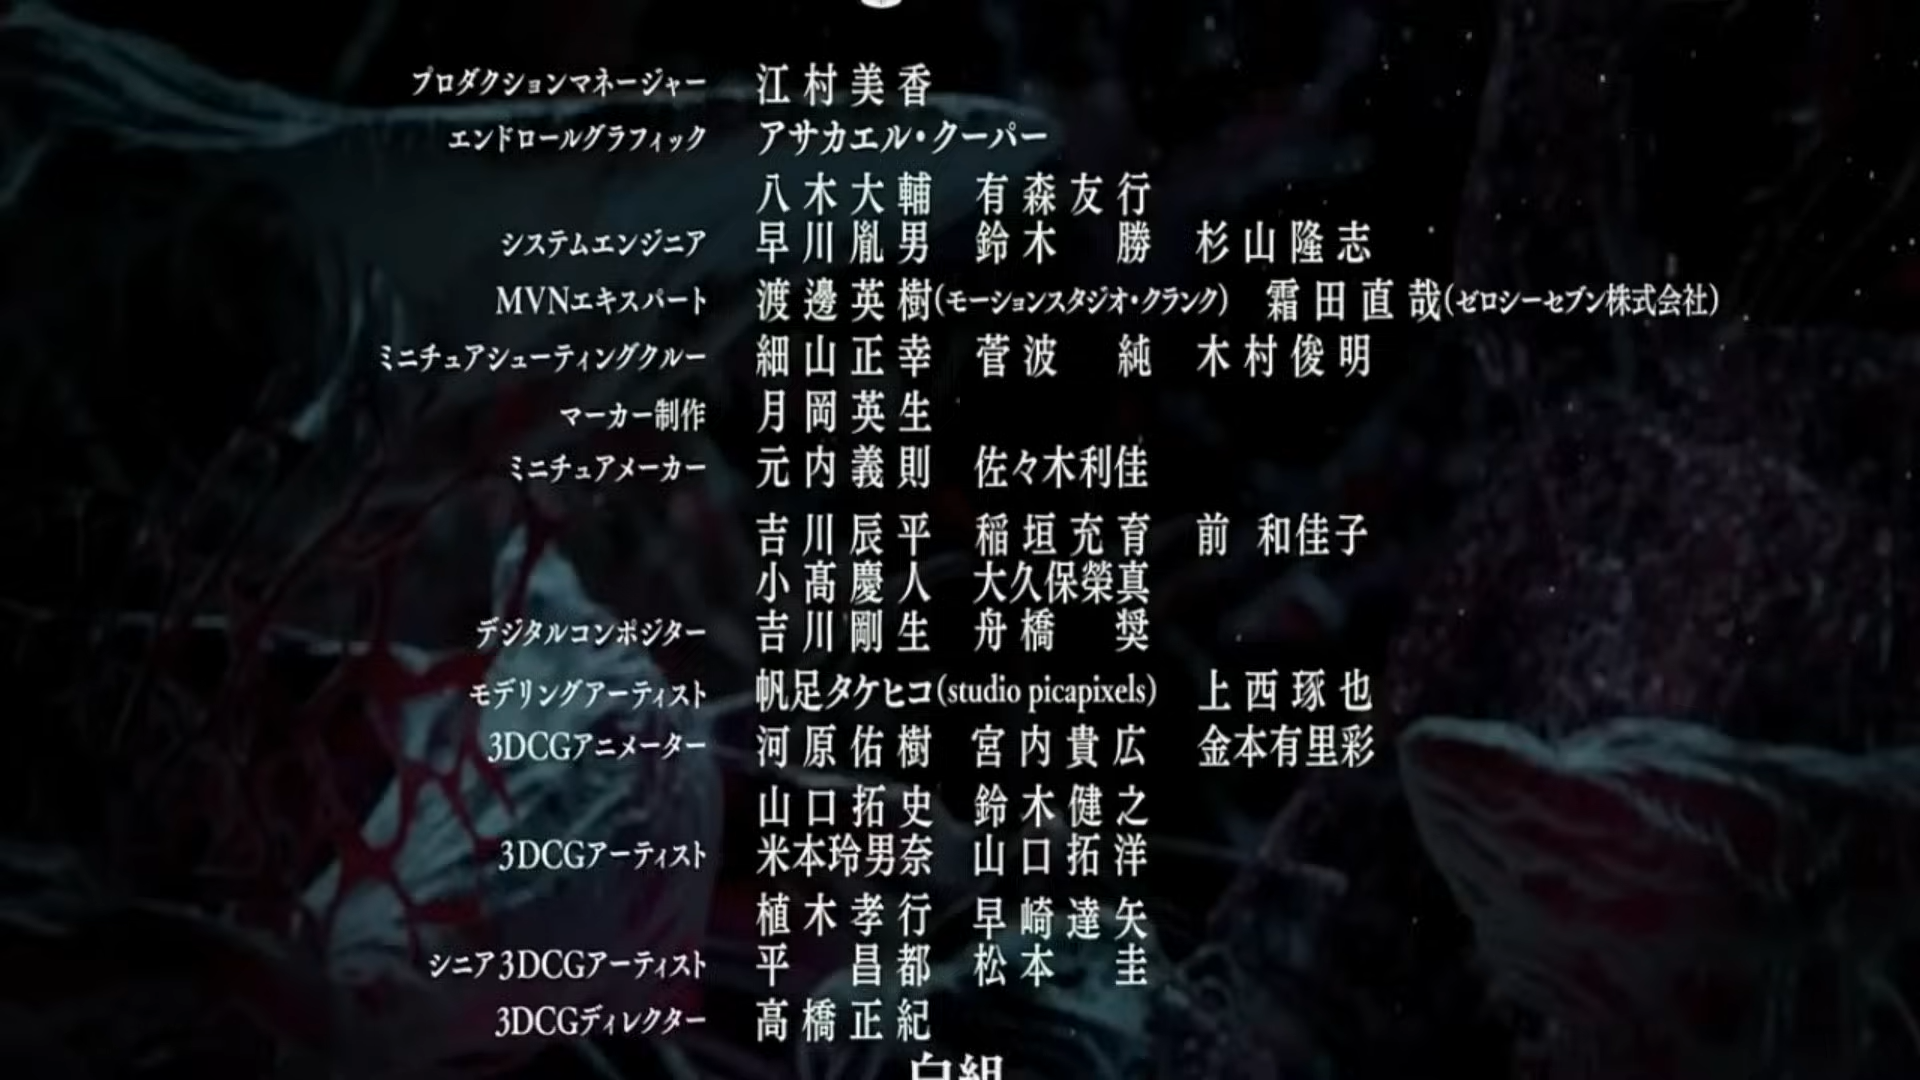 プロダクションマネージャー 江村美香
エンドロールグラフィック アサカエル・クーパー
八木大輔 有森友行
システムエンジニア 早川胤男 鈴木 勝 杉山隆志
MVNエキスパート 渡邊英樹(モーションスタジオ・クランク) 霜田直哉(ゼロシーセブン株式会社)
ミニチュアシューティングクルー 細山正幸 菅波 純 木村俊明
マーカー制作 月岡英生
ミニチュアメーカー 元内義則 佐々木利佳
吉川辰平 稲垣充育 前 和佳子
小髙慶人 大久保榮真
デジタルコンポジター 吉川剛生 舟橋 奨
モデリングアーティスト 帆足タケヒコ(studio picapixels) 上西琢也
3DCGアニメーター 河原佑樹 宮内貴広 金本有里彩
山口拓史 鈴木健之
3DCGアーティスト 米本玲男奈 山口拓洋
植木孝行 早崎達矢
シニア3DCGアーティスト 平 昌都 松本 圭
3DCGディレクター 髙橋正紀
白組